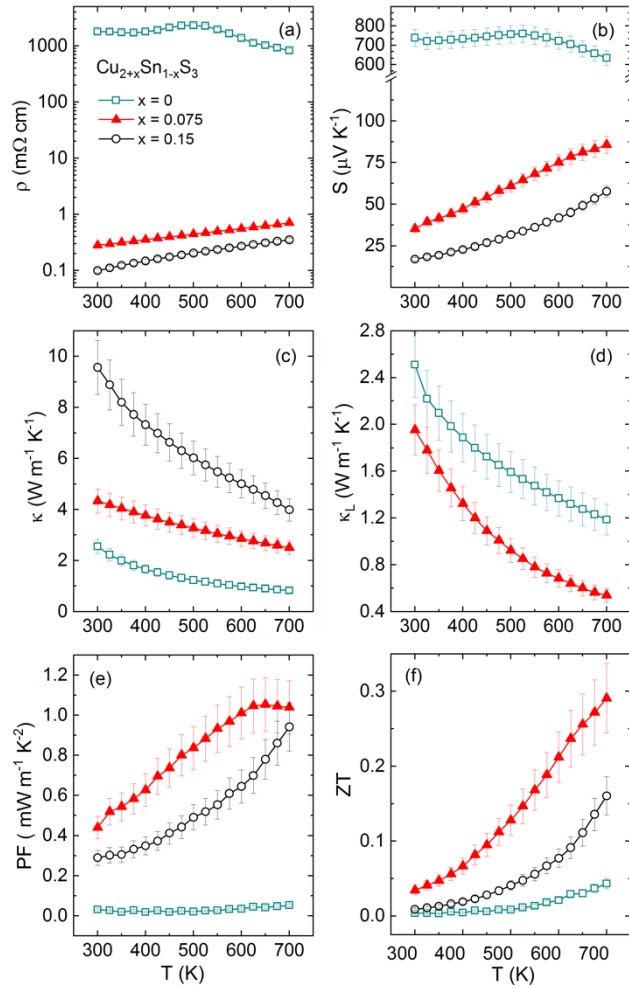 (a)
1000
100
10
1
0.1
ρ (mΩ cm)
Cu2+xSn1-xS3
x = 0
x = 0.075
x = 0.15
300 400 500 600 700
(b)
800
700
600
100
75
50
25
S (μV K⁻¹)
300 400 500 600 700
(c)
10
8
6
4
2
0
κ (W m⁻¹ K⁻¹)
300 400 500 600 700
(d)
2.8
2.4
2.0
1.6
1.2
0.8
0.4
κL (W m⁻¹ K⁻¹)
300 400 500 600 700
(e)
1.2
1.0
0.8
0.6
0.4
0.2
0.0
PF ( mW m⁻¹ K⁻²)
300 400 500 600 700
T (K)
(f)
0.3
0.2
0.1
0.0
ZT
300 400 500 600 700
T (K)